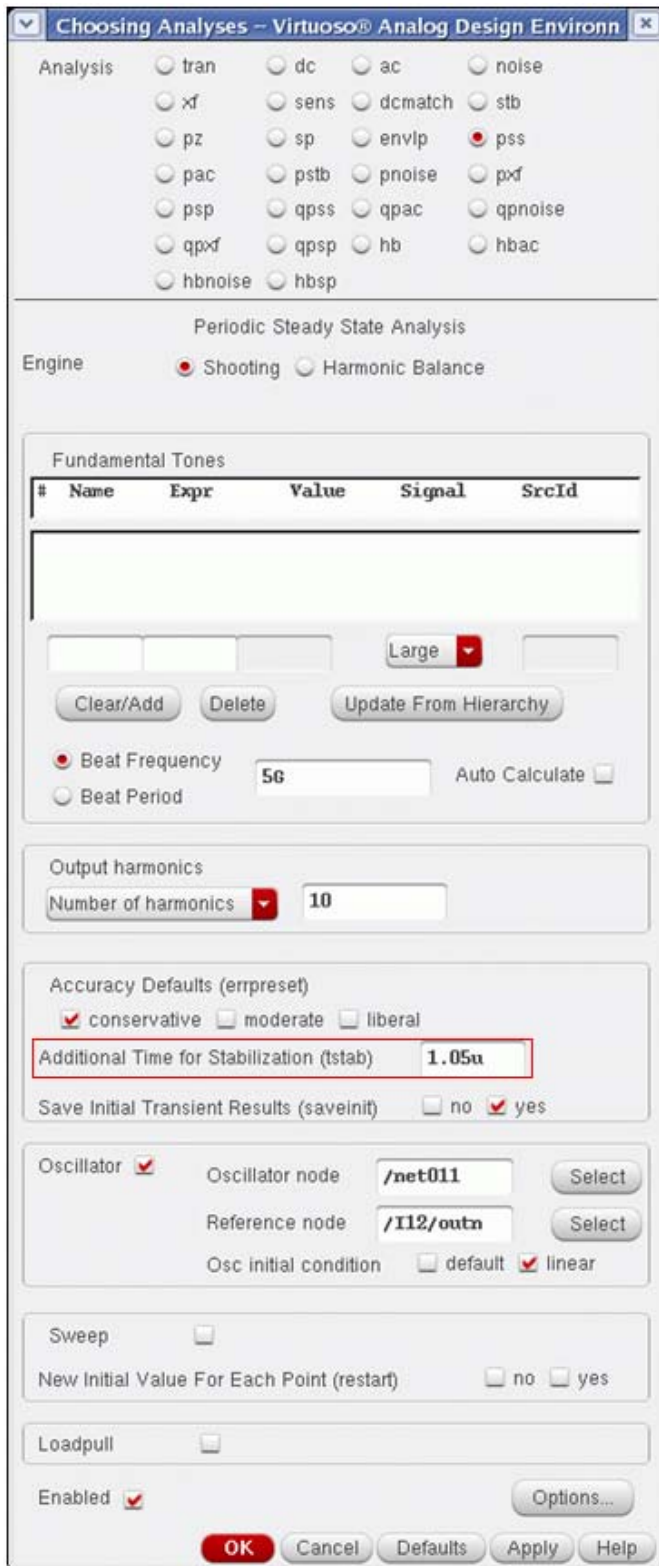 Choosing Analyses – Virtuoso® Analog Design Environn
Analysis tran dc ac noise
xf sens dcmatch stb
pz sp envlp pss
pac pstb pnoise pxf
psp qpss qpac qpnoise
qpxf qpsp hb hbac
hbnoise hbsp
Periodic Steady State Analysis
Engine Shooting Harmonic Balance
Fundamental Tones
# Name Expr Value Signal SrcId
Large
Clear/Add Delete Update From Hierarchy
Beat Frequency 5G Auto Calculate
Beat Period
Output harmonics
Number of harmonics 10
Accuracy Defaults (errpreset)
conservative moderate liberal
Additional Time for Stabilization (tstab) 1.05u
Save Initial Transient Results (saveinit) no yes
Oscillator Oscillator node /net011 Select
Reference node /I12/outn Select
Osc initial condition default linear
Sweep
New Initial Value For Each Point (restart) no yes
Loadpull
Enabled Options...
OK Cancel Defaults Apply Help